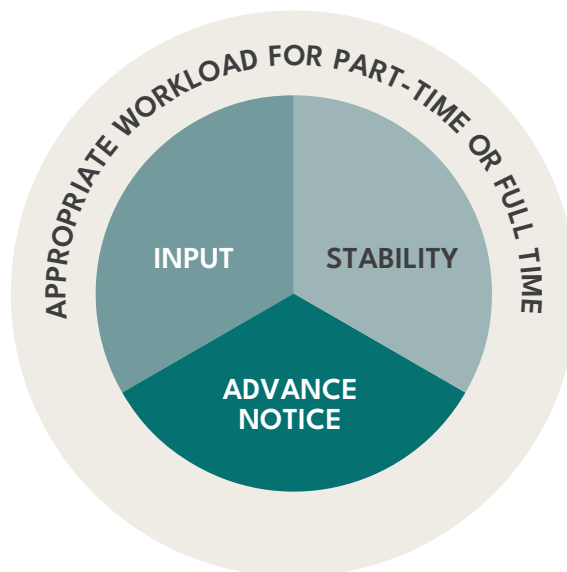 APPROPRIATE WORKLOAD FOR PART-TIME OR FULL TIME
INPUT
STABILITY
ADVANCE
NOTICE